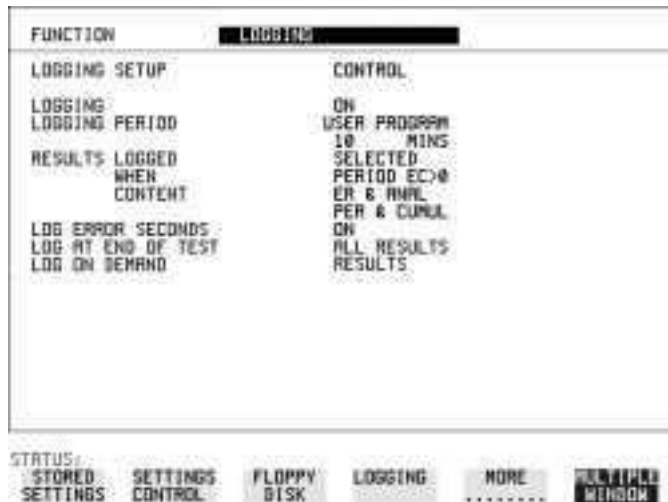 FUNCTION LOGGING
LOGGING SETUP CONTROL
LOGGING ON
LOGGING PERIOD USER PROGRAM
10 MINS
RESULTS LOGGED SELECTED
WHEN PERIOD EC>0
CONTENT ER & ANAL
PER & CUMUL
LOG ERROR SECONDS ON
LOG AT END OF TEST ALL RESULTS
LOG ON DEMAND RESULTS
STATUS:
STORED SETTINGS FLOPPY LOGGING MORE MULTIPLE
SETTINGS CONTROL DISK ........ WINDOW